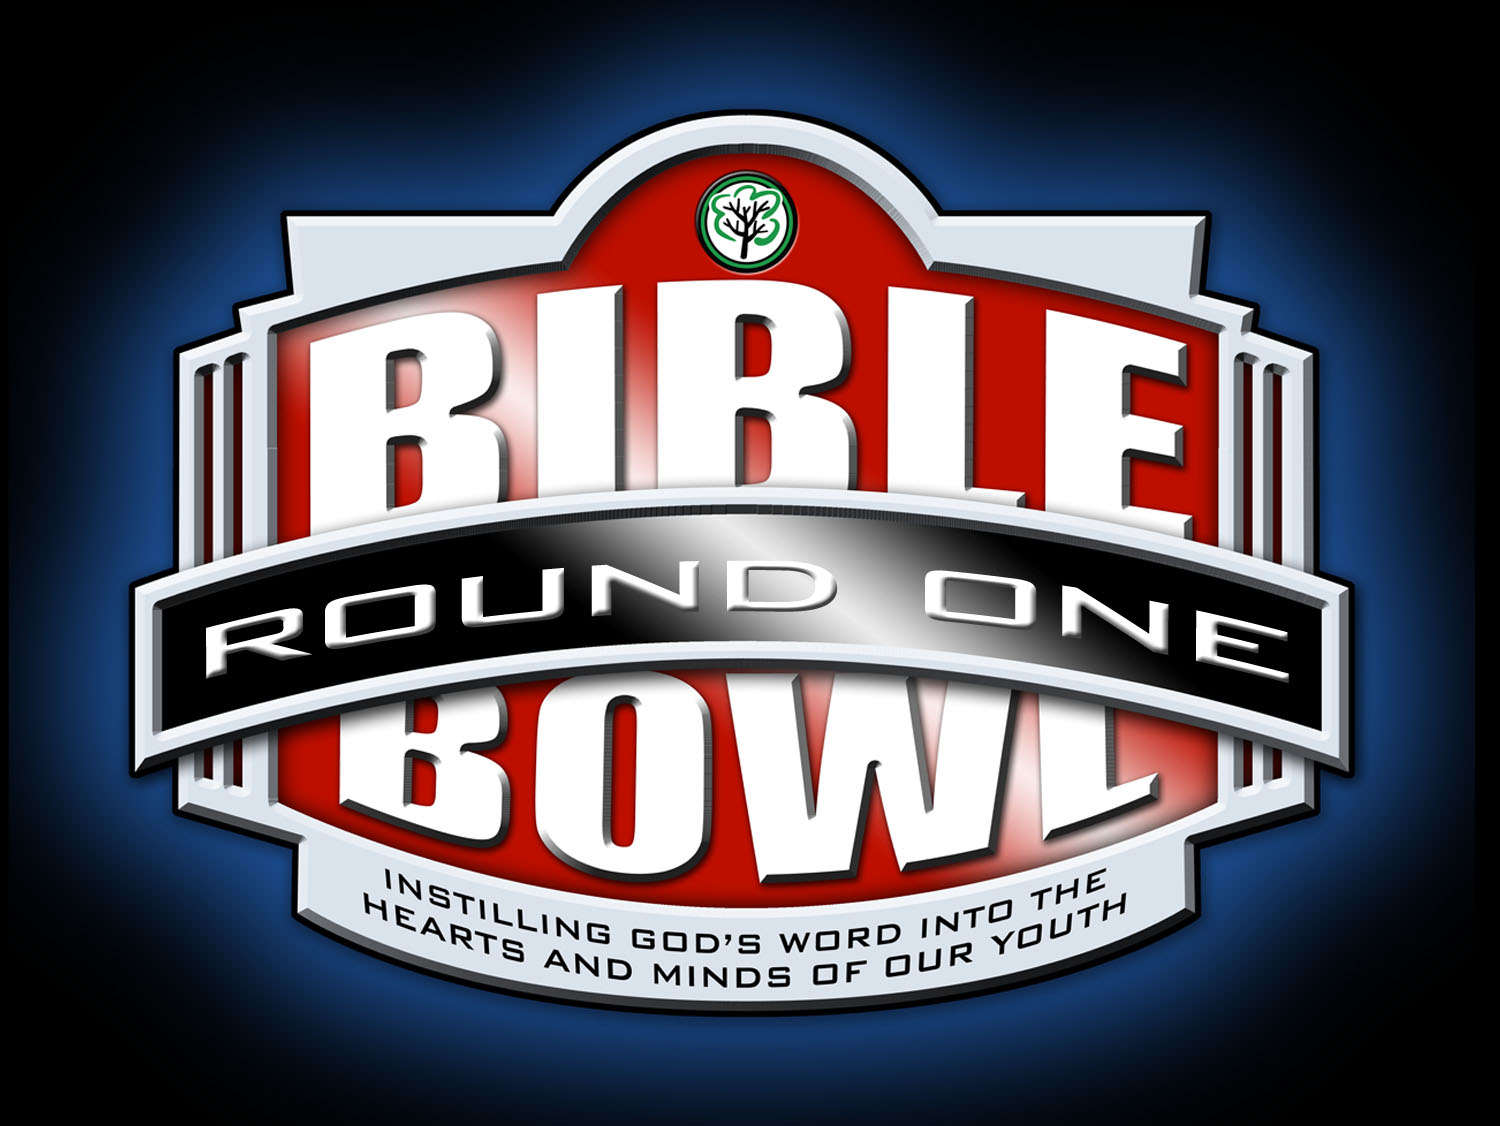 BIBLE
ROUND ONE
BOWL
INSTILLING GOD'S WORD INTO THE
HEARTS AND MINDS OF OUR YOUTH